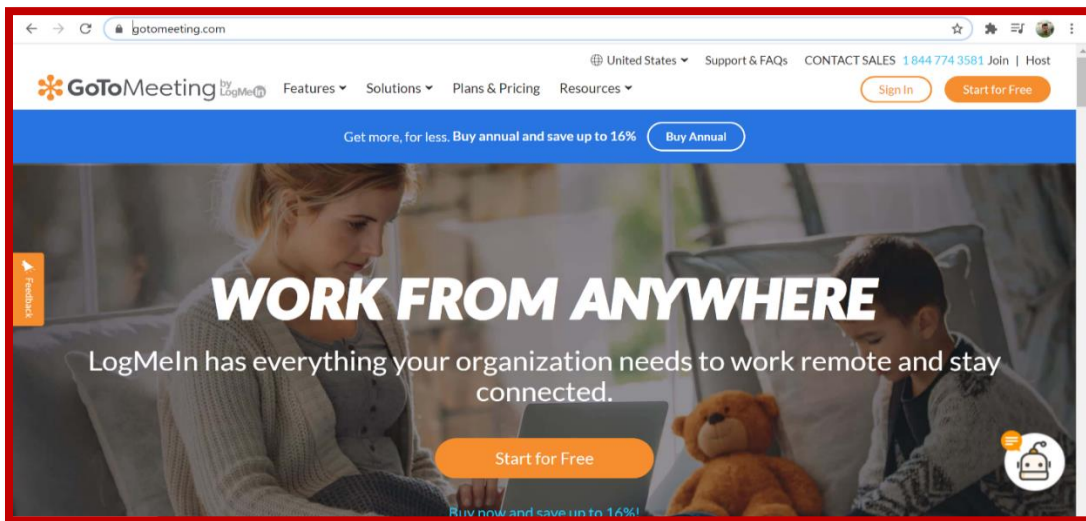 gotomeeting.com
United States Support & FAQs CONTACT SALES 1 844 774 3581 Join | Host
GoToMeeting by LogMeIn Features Solutions Plans & Pricing Resources Sign In Start for Free
Get more, for less. Buy annual and save up to 16% Buy Annual
Feedback
WORK FROM ANYWHERE
LogMeIn has everything your organization needs to work remote and stay
connected.
Start for Free
Buy now and save up to 16%!